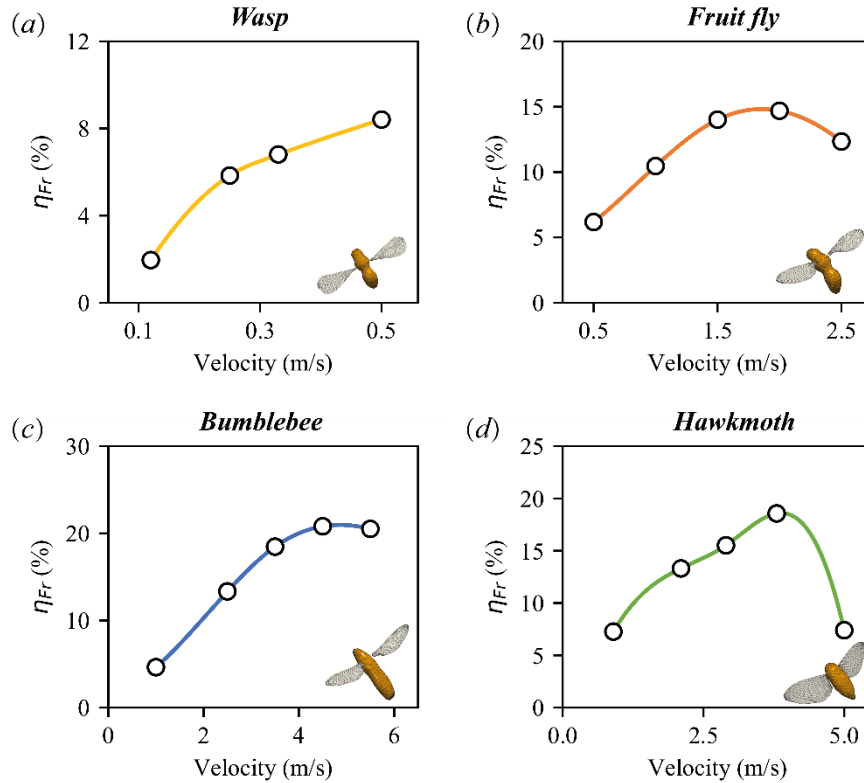 (a) Wasp
12
8
4
0
ηFr (%)
0.1 0.3 0.5
Velocity (m/s)
(b) Fruit fly
20
15
10
5
0
ηFr (%)
0.5 1.5 2.5
Velocity (m/s)
(c) Bumblebee
30
20
10
0
ηFr (%)
0 2 4 6
Velocity (m/s)
(d) Hawkmoth
25
20
15
10
5
0
ηFr (%)
0.0 2.5 5.0
Velocity (m/s)